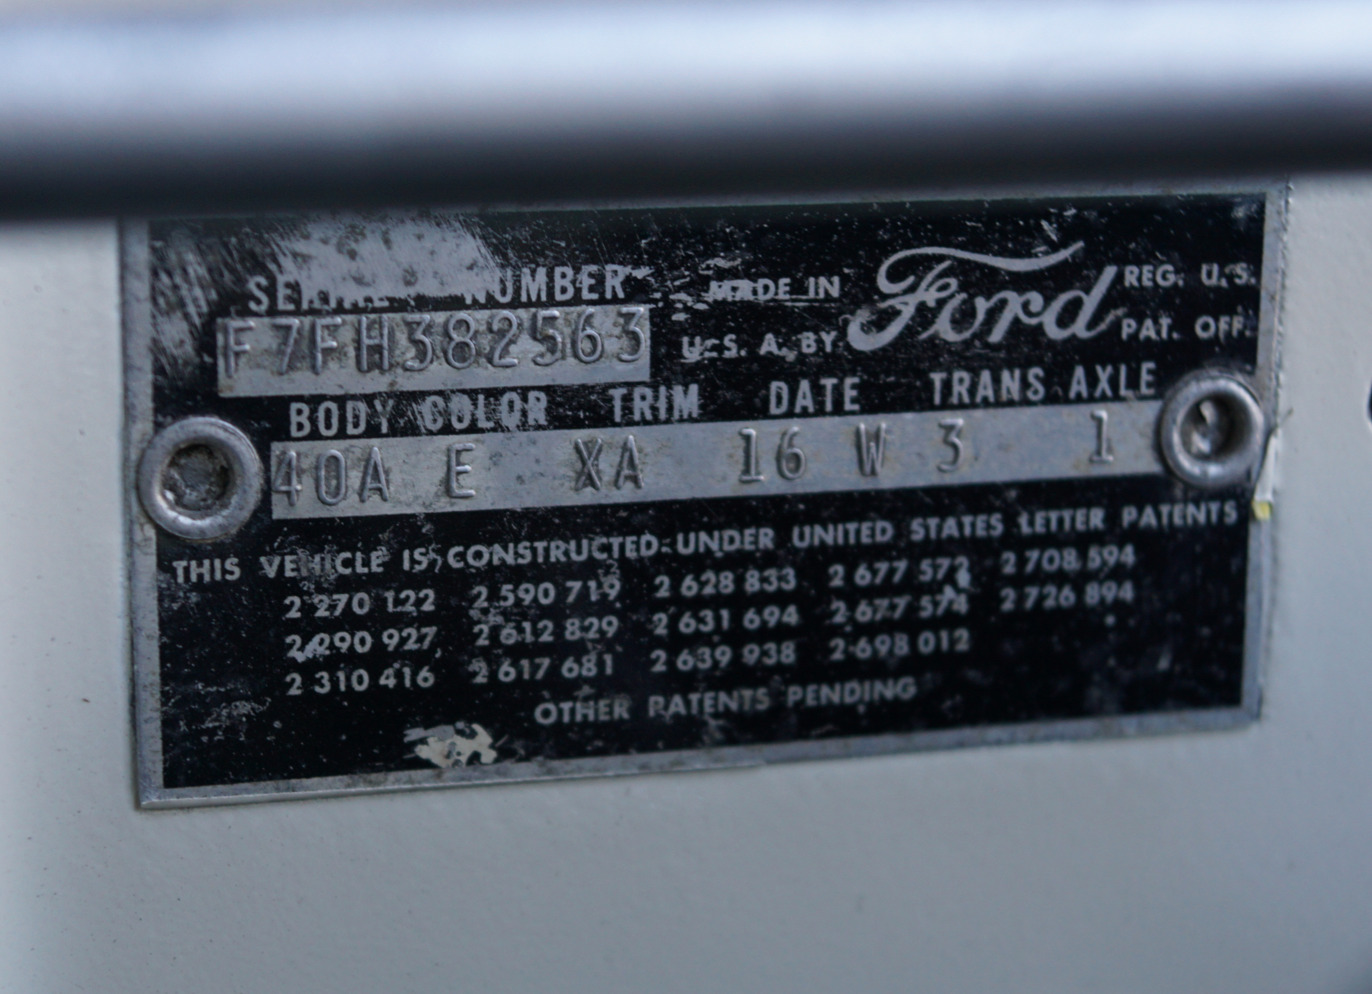 SERIAL NUMBER
F7FH382563
MADE IN
U.S.A. BY
Ford
REG. U.S.
PAT. OFF.
BODY COLOR TRIM DATE TRANS AXLE
40A E XA 16 W 3 1
THIS VEHICLE IS CONSTRUCTED UNDER UNITED STATES LETTER PATENTS
2 270 122 2 590 719 2 628 833 2 677 572 2 708 594
2 290 927 2 612 829 2 631 694 2 677 574 2 726 894
2 310 416 2 617 681 2 639 938 2 698 012
OTHER PATENTS PENDING